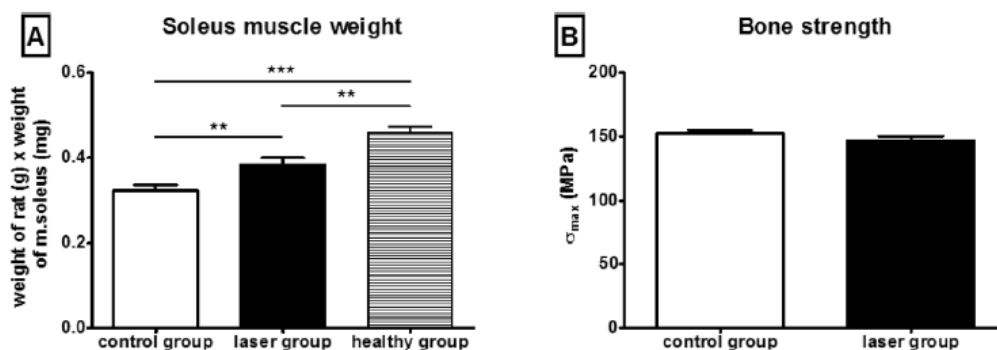 A
Soleus muscle weight
weight of rat (g) x weight
of m.soleus (mg)
0.6
0.4
0.2
0.0
***
**
**
control group
laser group
healthy group
B
Bone strength
σmax (MPa)
200
150
100
50
0
control group
laser group